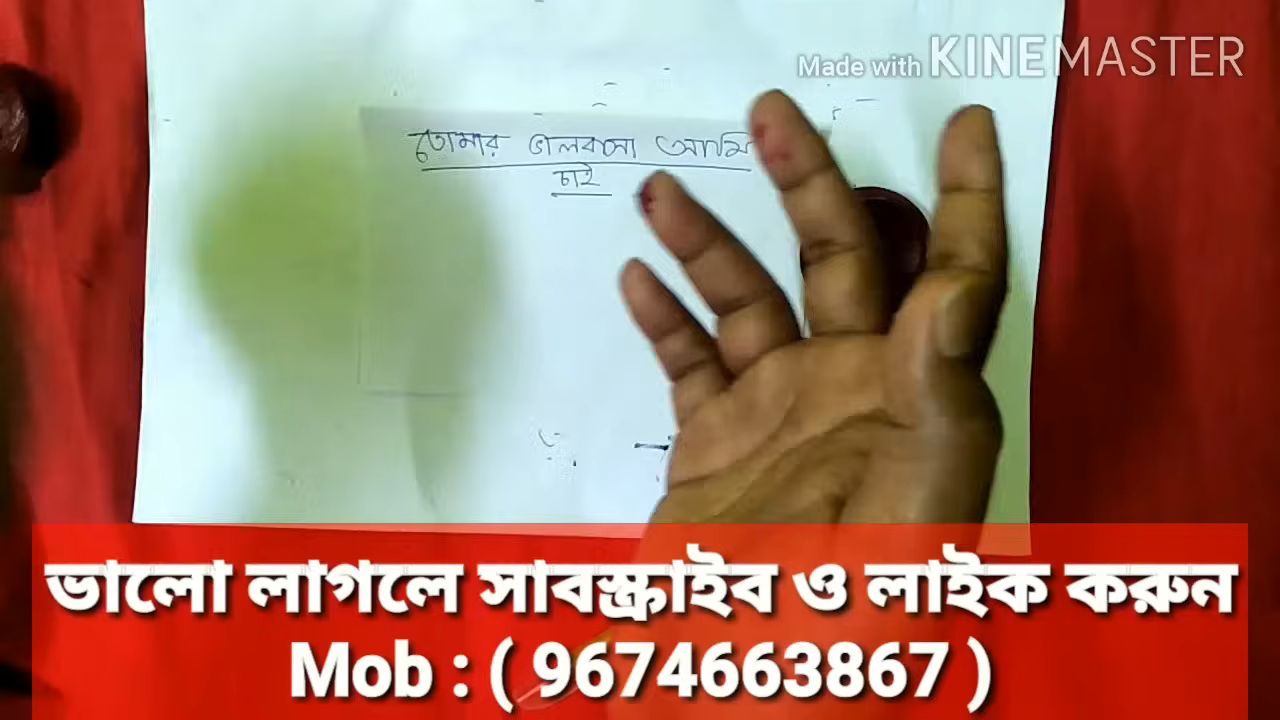 Made with KINEMASTER
তোমার ভালবাসা আমি
চাই
ভালো লাগলে সাবস্ক্রাইব ও লাইক করুন
Mob : ( 9674663867 )